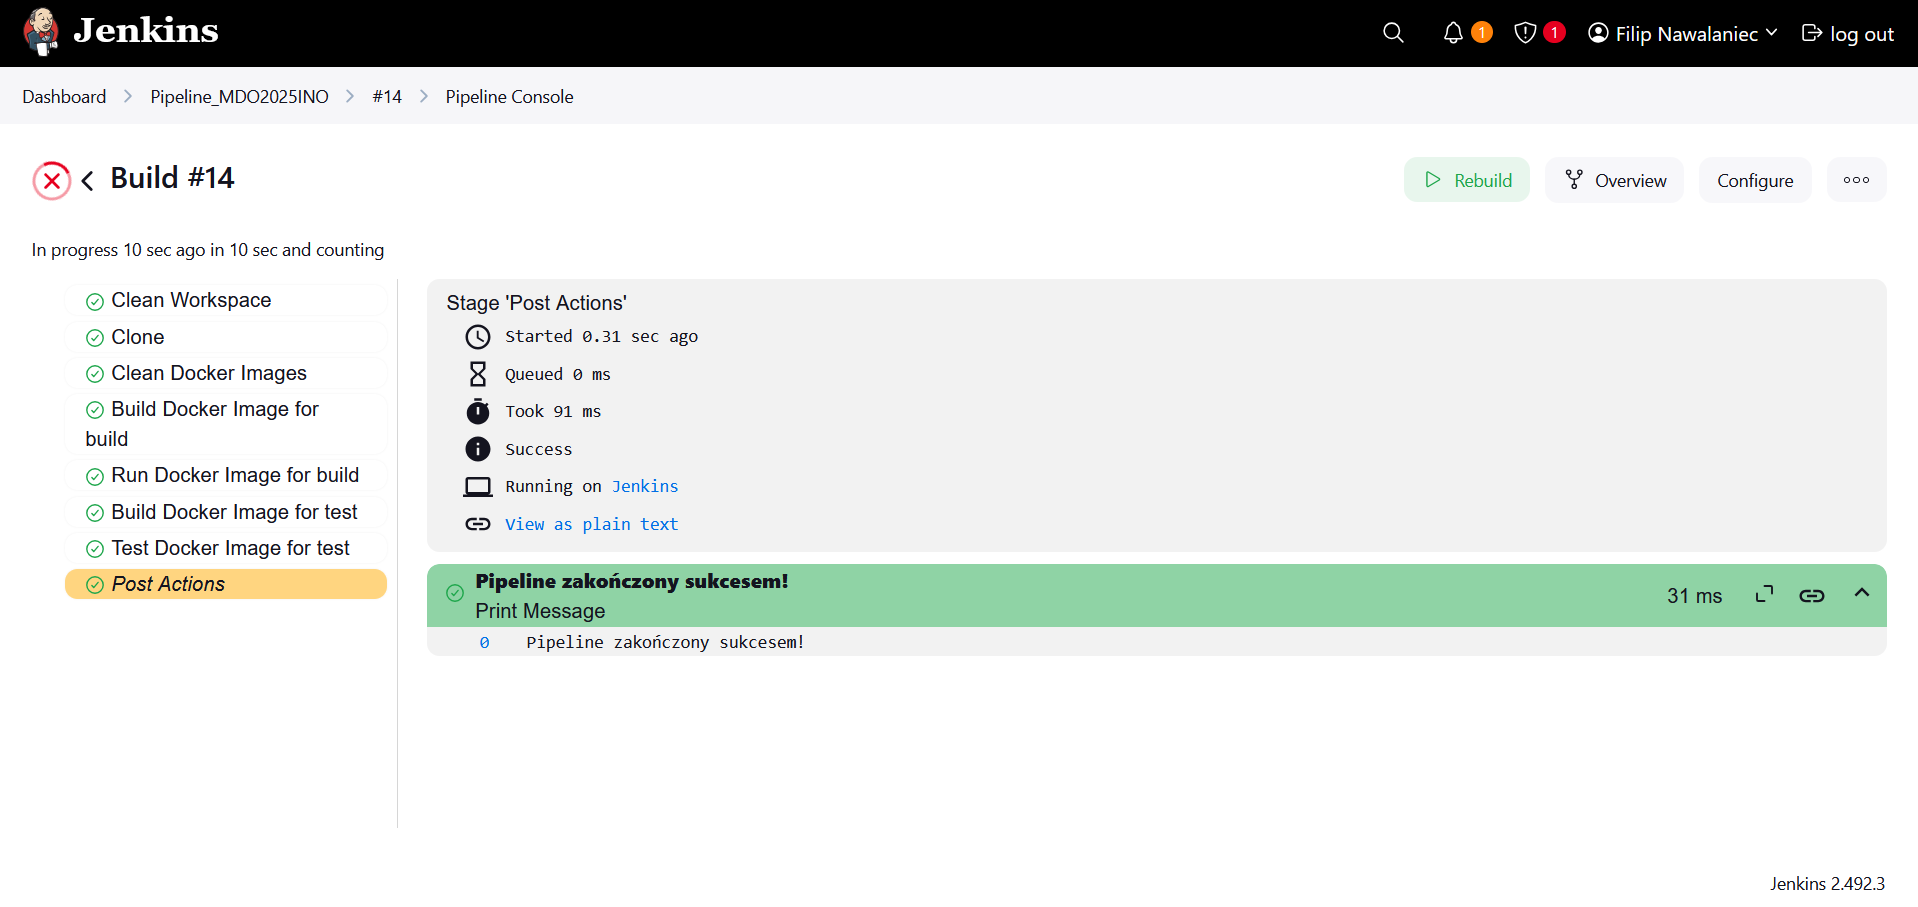 Jenkins
1
1
Filip Nawalaniec
log out
Dashboard
Pipeline_MDO2025INO
#14
Pipeline Console
Build #14
Rebuild
Overview
Configure
In progress 10 sec ago in 10 sec and counting
Clean Workspace
Clone
Clean Docker Images
Build Docker Image for
build
Run Docker Image for build
Build Docker Image for test
Test Docker Image for test
Post Actions
Stage 'Post Actions'
Started 0.31 sec ago
Queued 0 ms
Took 91 ms
Success
Running on Jenkins
View as plain text
Pipeline zakończony sukcesem!
Print Message
31 ms
0 Pipeline zakończony sukcesem!
Jenkins 2.492.3